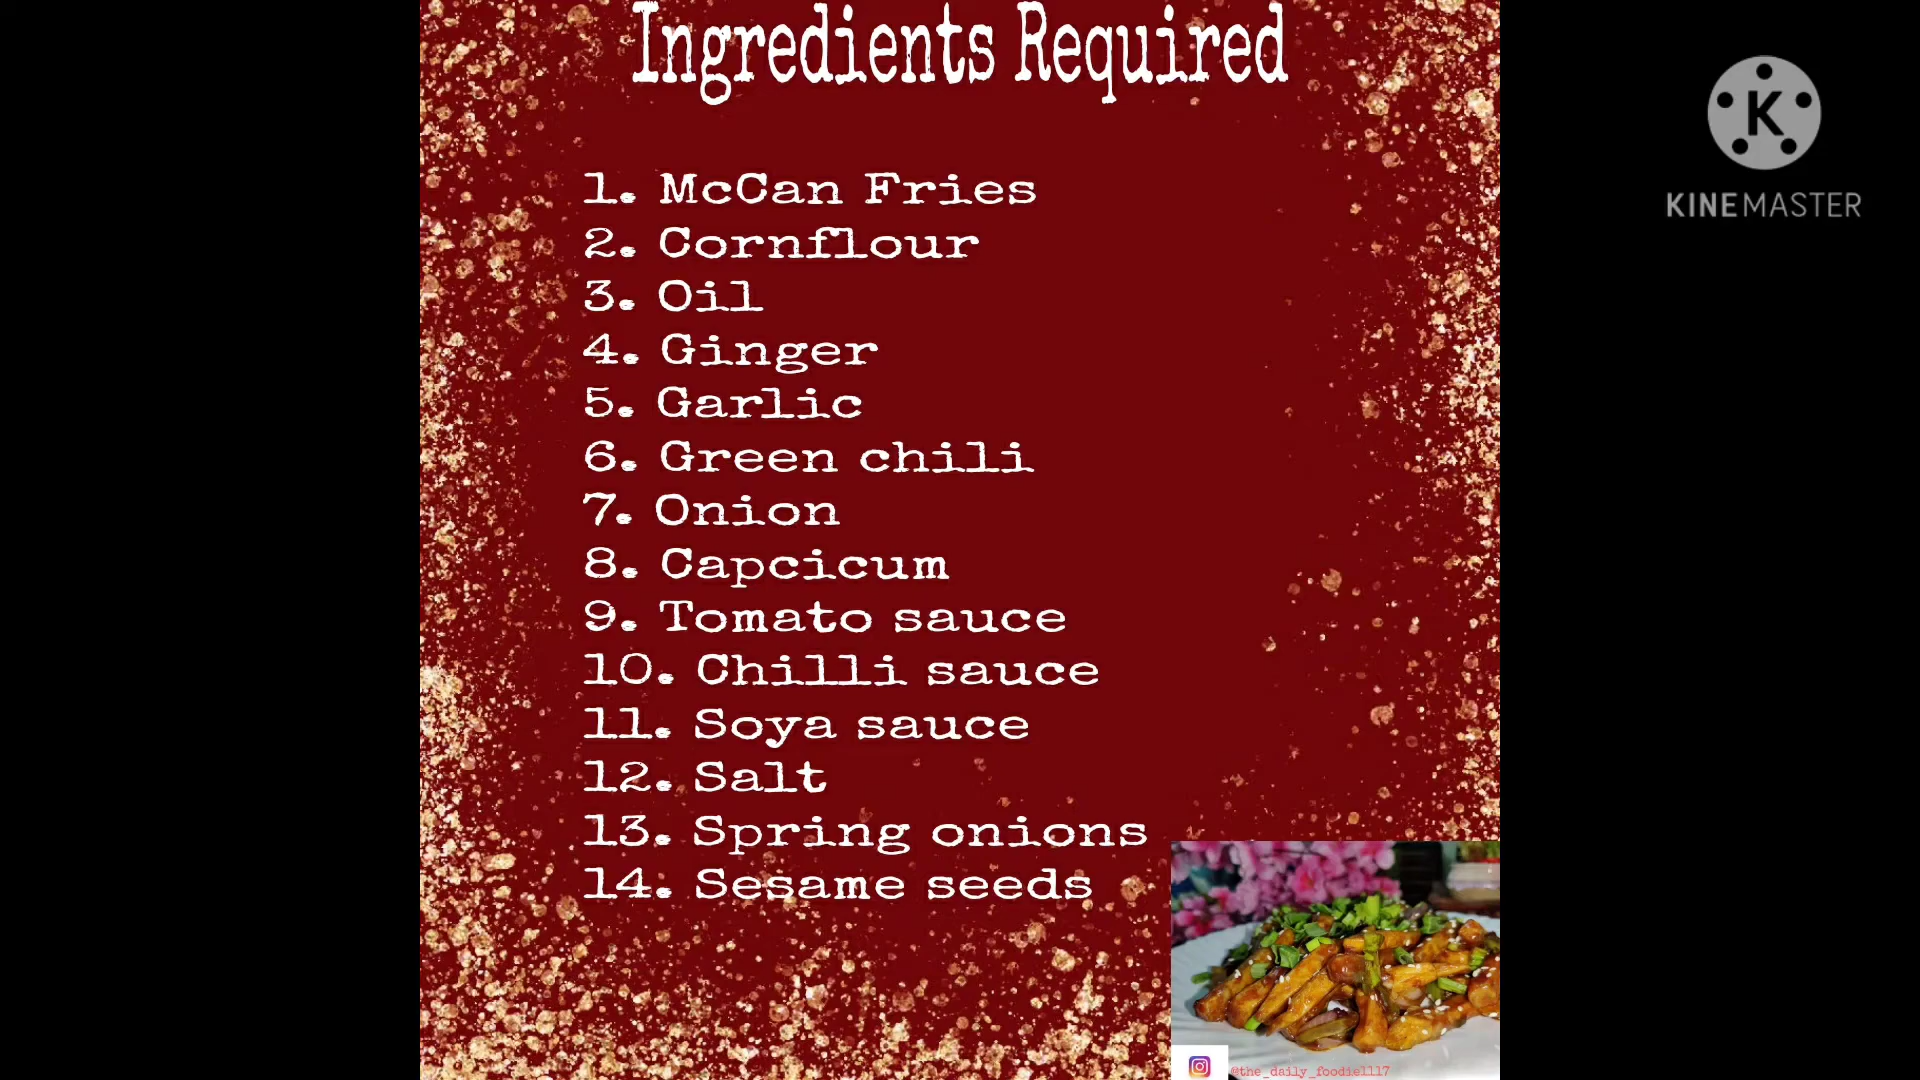 Ingredients Required
1. McCan Fries
2. Cornflour
3. Oil
4. Ginger
5. Garlic
6. Green chili
7. Onion
8. Capcicum
9. Tomato sauce
10. Chilli sauce
11. Soya sauce
12. Salt
13. Spring onions
14. Sesame seeds
K
KINEMASTER
@the_daily_foodie1117